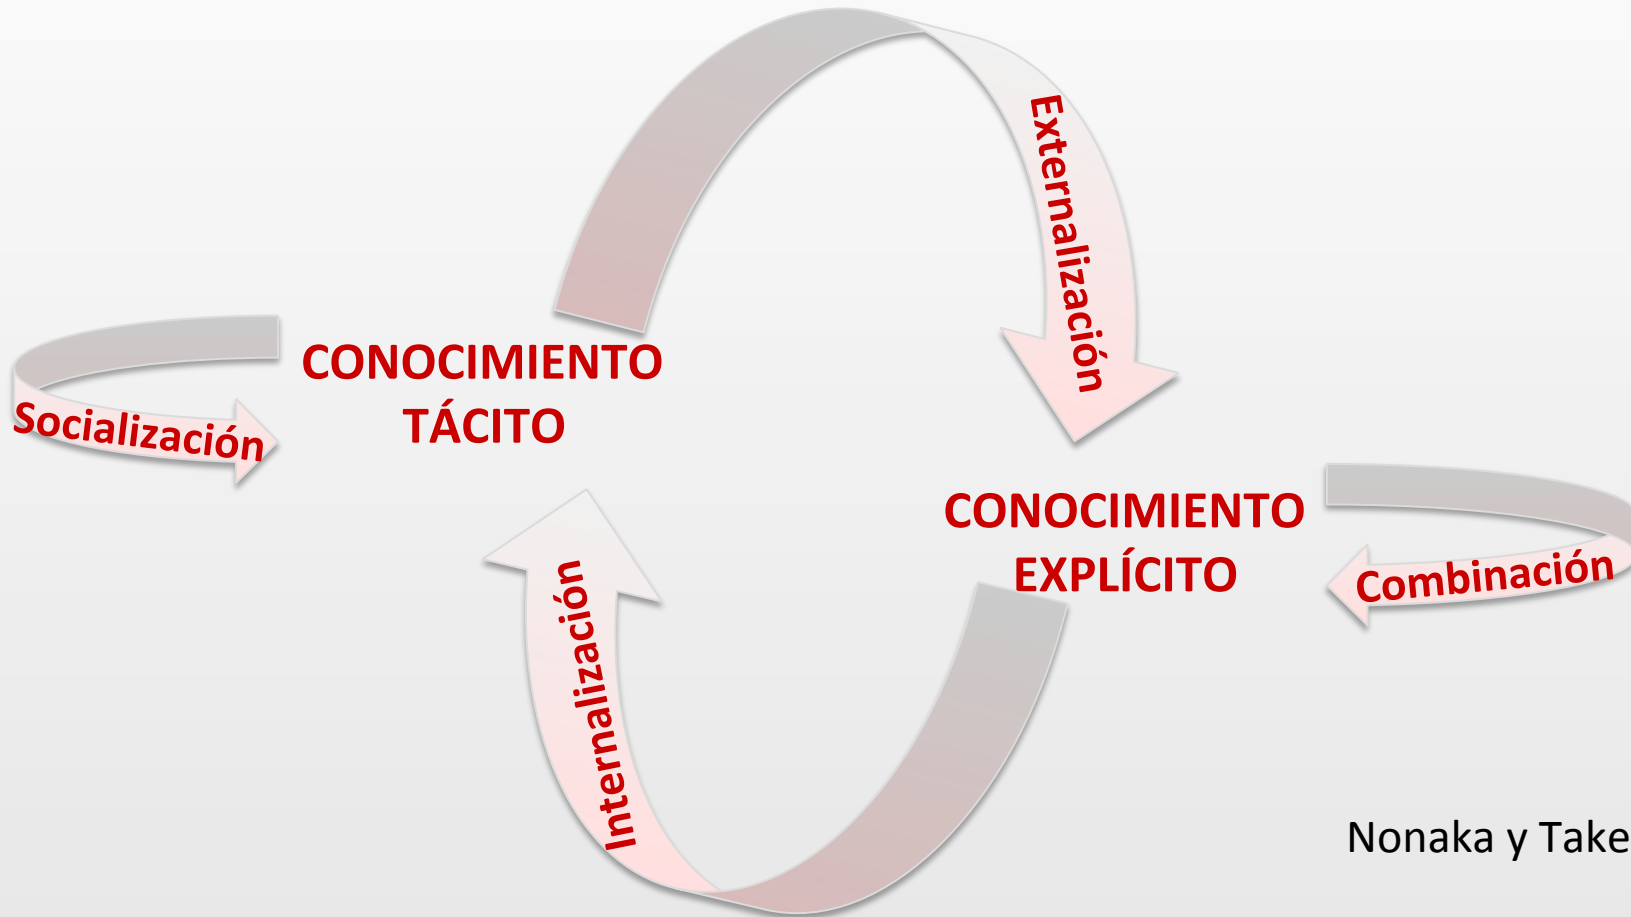 Externalización
CONOCIMIENTO
TÁCITO
Socialización
CONOCIMIENTO
EXPLÍCITO
Combinación
Internalización
Nonaka y Take